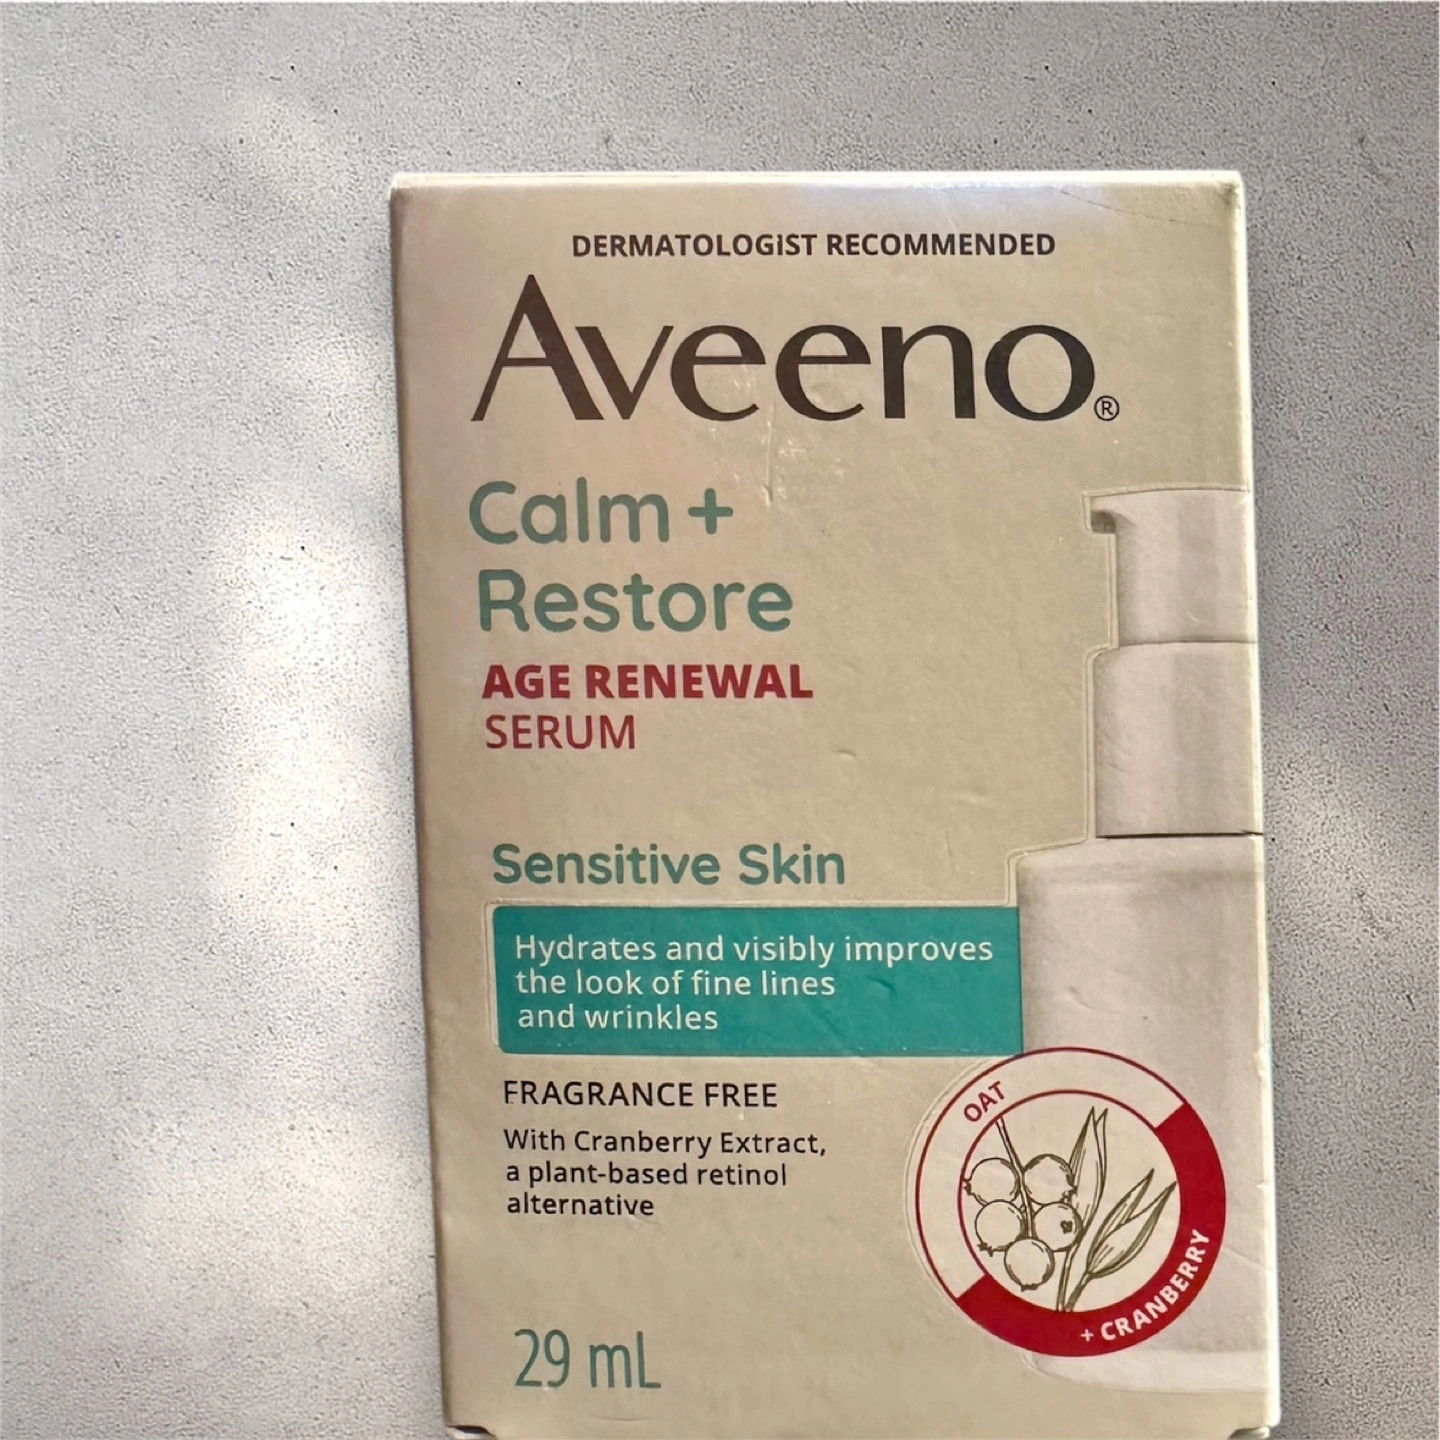 DERMATOLOGIST RECOMMENDED
Aveeno®
Calm +
Restore
AGE RENEWAL
SERUM
Sensitive Skin
Hydrates and visibly improves
the look of fine lines
and wrinkles
FRAGRANCE FREE
With Cranberry Extract,
a plant-based retinol
alternative
OAT
+ CRANBERRY
29 mL